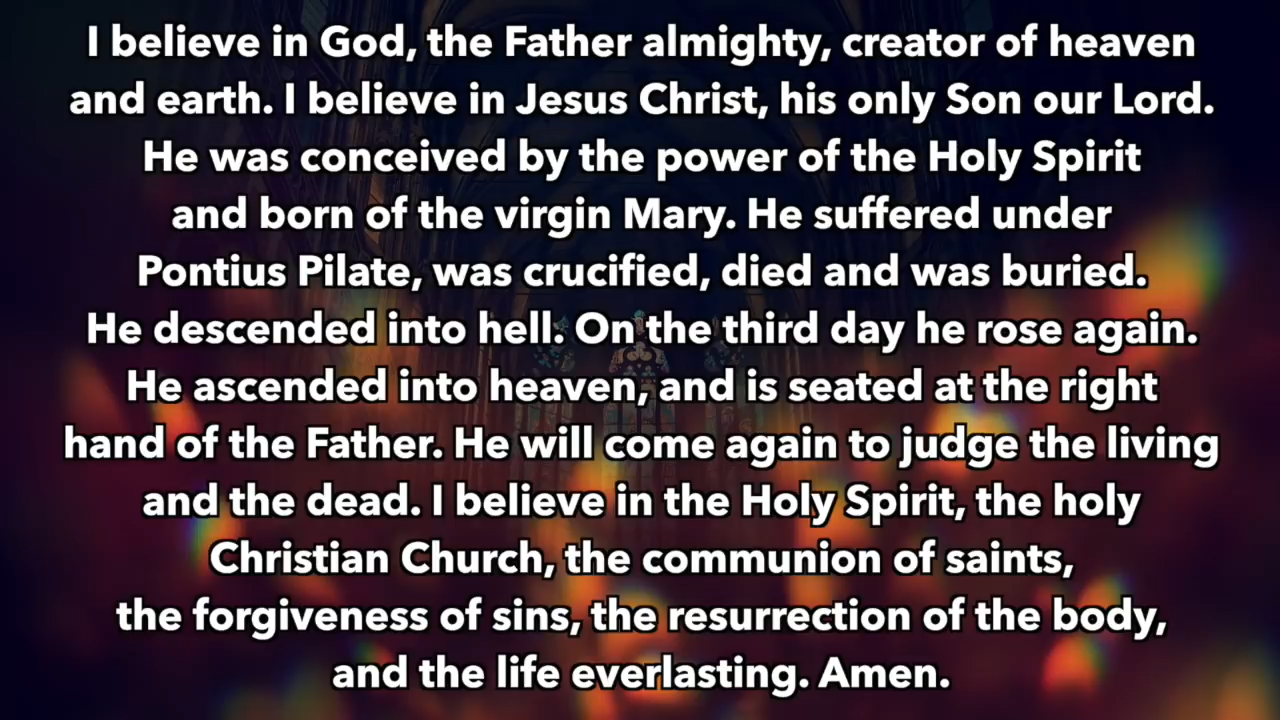 I believe in God, the Father almighty, creator of heaven
and earth. I believe in Jesus Christ, his only Son our Lord.
He was conceived by the power of the Holy Spirit
and born of the virgin Mary. He suffered under
Pontius Pilate, was crucified, died and was buried.
He descended into hell. On the third day he rose again.
He ascended into heaven, and is seated at the right
hand of the Father. He will come again to judge the living
and the dead. I believe in the Holy Spirit, the holy
Christian Church, the communion of saints,
the forgiveness of sins, the resurrection of the body,
and the life everlasting. Amen.